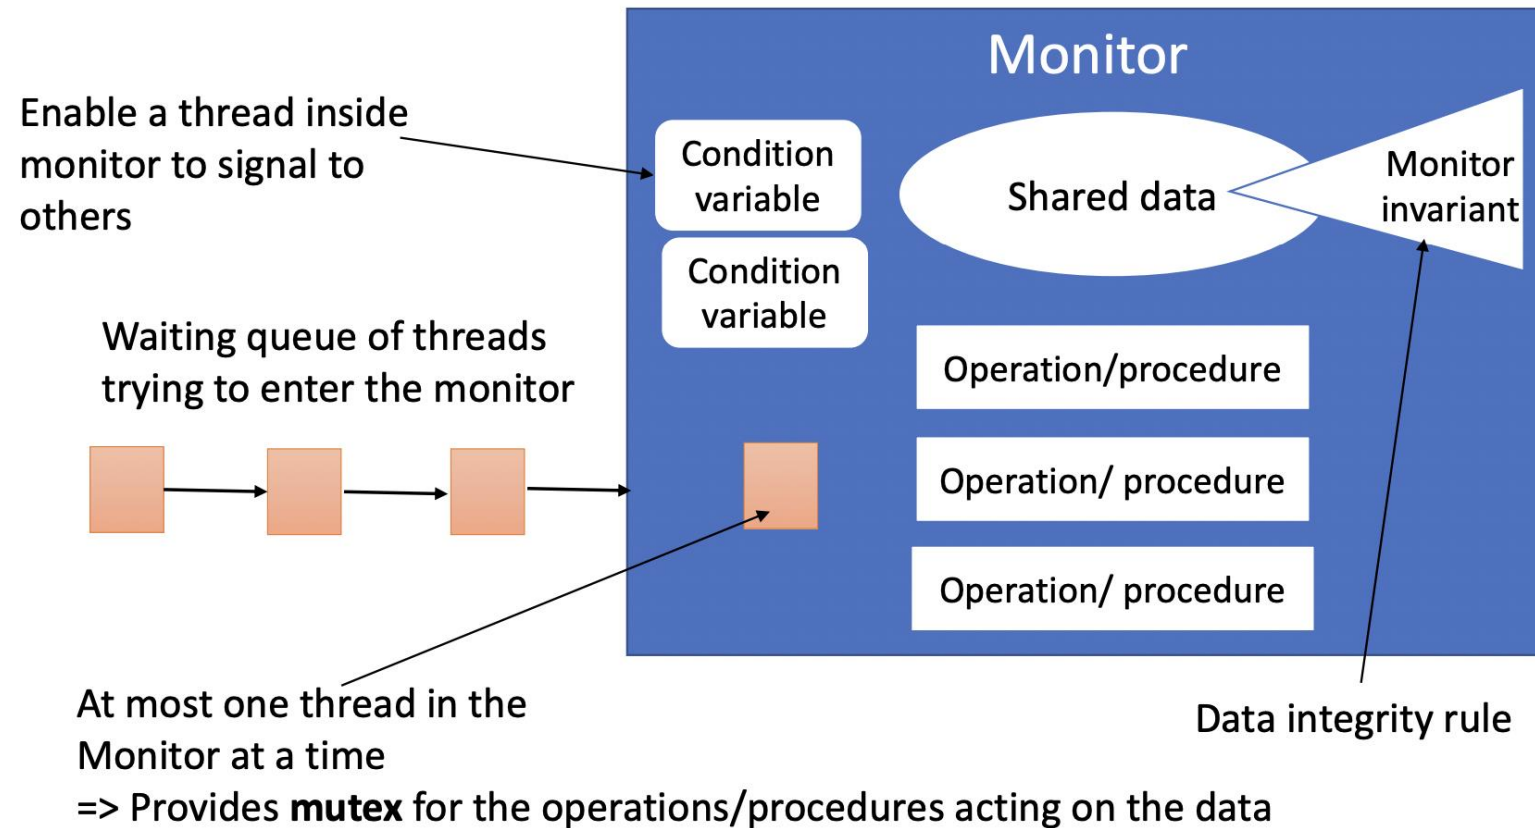 Monitor
Enable a thread inside
monitor to signal to
others
Condition
variable
Condition
variable
Shared data
Monitor
invariant
Waiting queue of threads
trying to enter the monitor
Operation/procedure
Operation/ procedure
Operation/ procedure
At most one thread in the
Monitor at a time
=> Provides mutex for the operations/procedures acting on the data
Data integrity rule